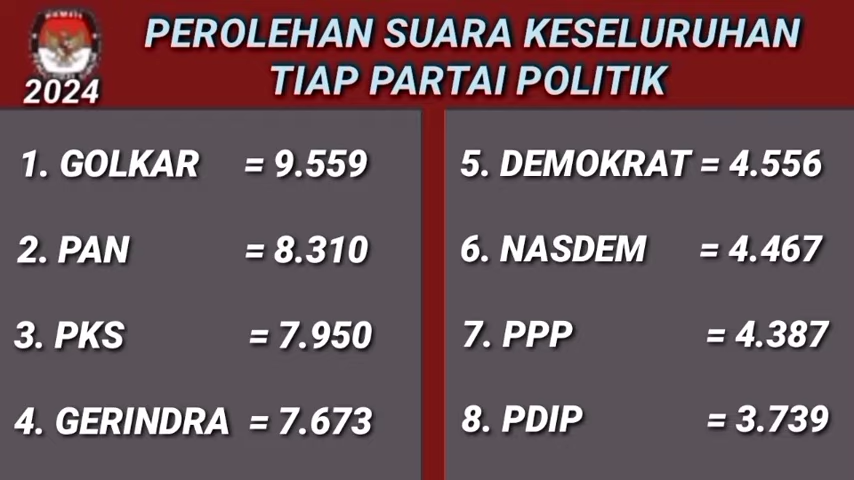 PEROLEHAN SUARA KESELURUHAN
TIAP PARTAI POLITIK
2024
1. GOLKAR = 9.559
2. PAN = 8.310
3. PKS = 7.950
4. GERINDRA = 7.673
5. DEMOKRAT = 4.556
6. NASDEM = 4.467
7. PPP = 4.387
8. PDIP = 3.739